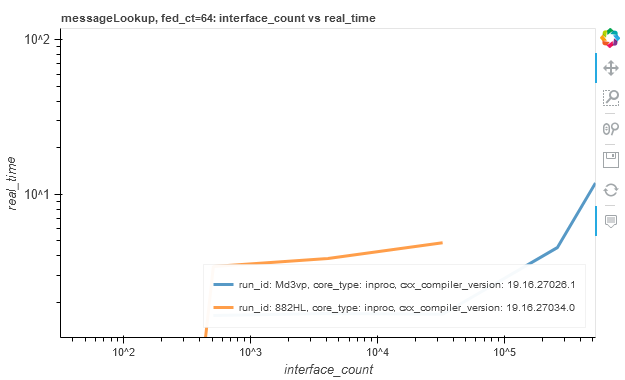 messageLookup, fed_ct=64: interface_count vs real_time
10^2
10^1
real_time
run_id: Md3vp, core_type: inproc, cxx_compiler_version: 19.16.27026.1
run_id: 882HL, core_type: inproc, cxx_compiler_version: 19.16.27034.0
10^2 10^3 10^4 10^5
interface_count